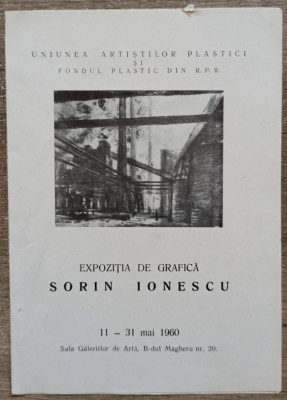 UNIUNEA ARTIȘTILOR PLASTICI
ȘI
FONDUL PLASTIC DIN R.P.R.
EXPOZIȚIA DE GRAFICĂ
SORIN IONESCU
11 – 31 mai 1960
Sala Galeriilor de Artă, B-dul Magheru nr. 20.